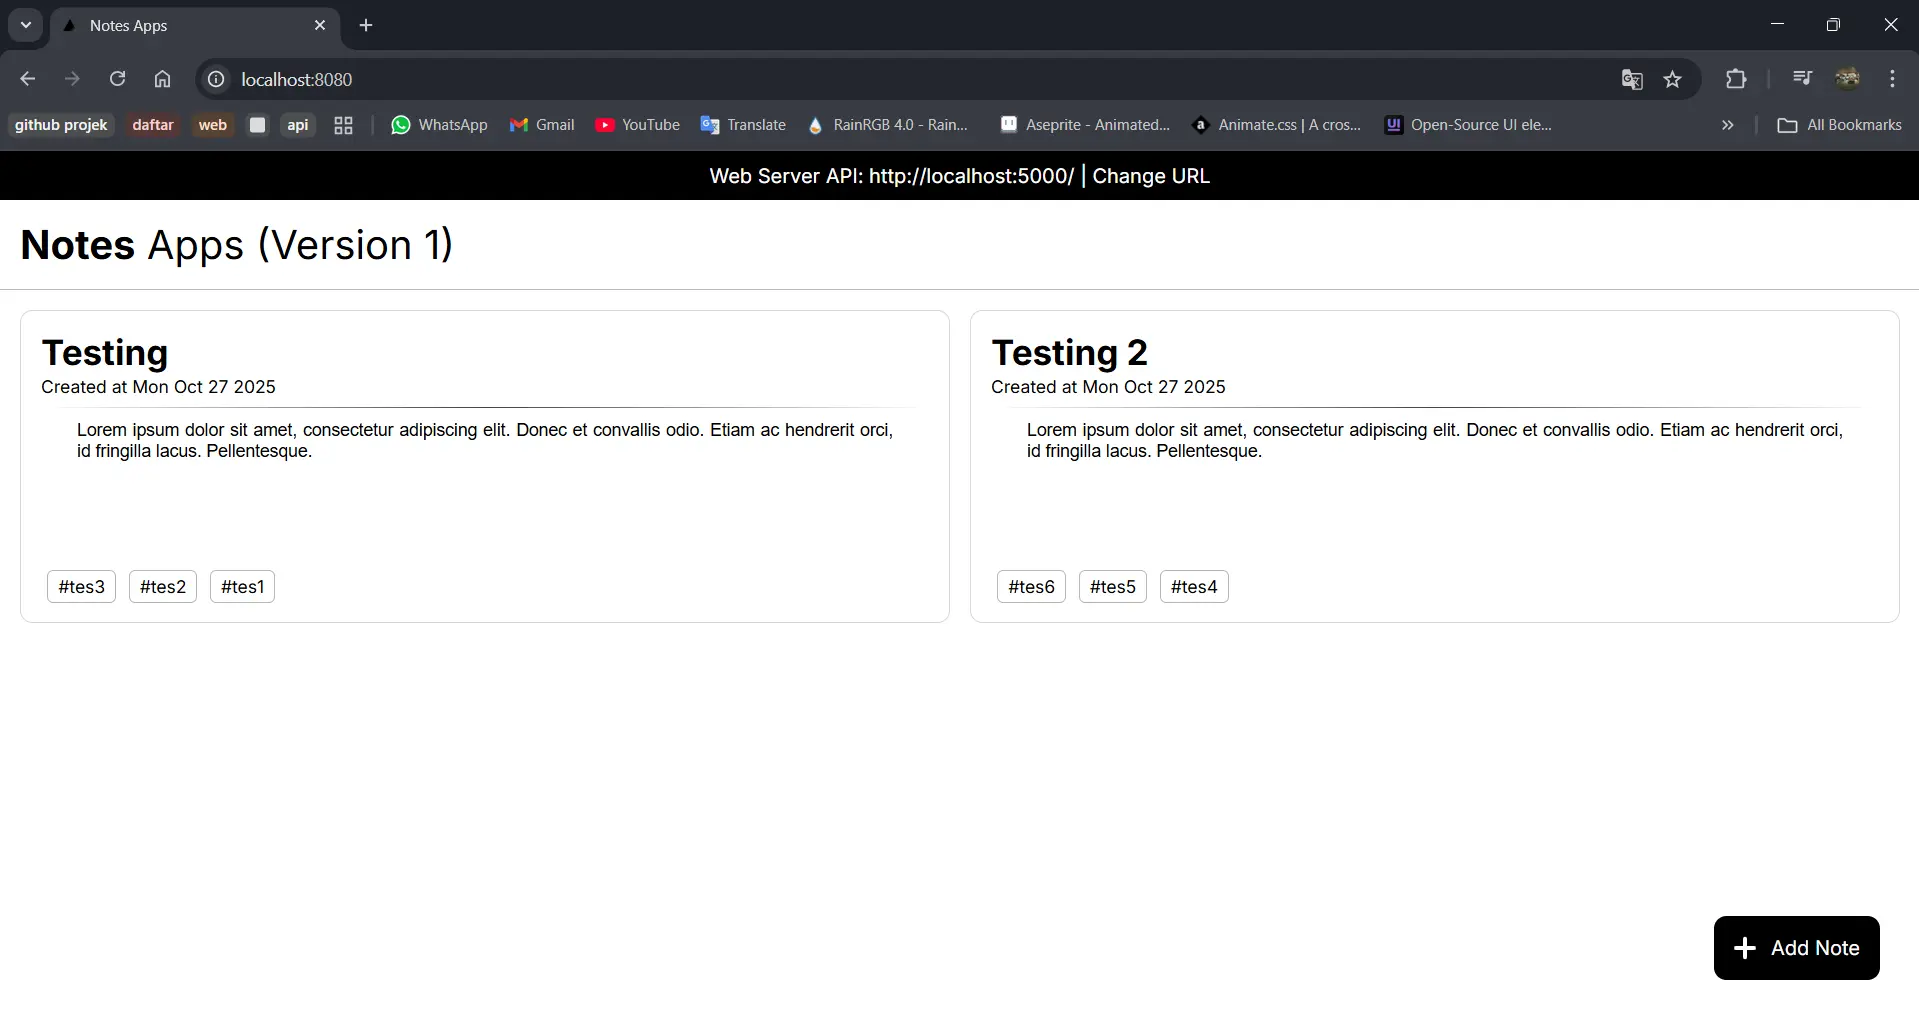 Notes Apps
localhost:8080
github projek daftar web api WhatsApp Gmail YouTube Translate RainRGB 4.0 - Rain... Aseprite - Animated... Animate.css | A cros... Open-Source UI ele... » All Bookmarks
Web Server API: http://localhost:5000/ | Change URL
Notes Apps (Version 1)
Testing
Created at Mon Oct 27 2025
Lorem ipsum dolor sit amet, consectetur adipiscing elit. Donec et convallis odio. Etiam ac hendrerit orci,
id fringilla lacus. Pellentesque.
#tes3 #tes2 #tes1
Testing 2
Created at Mon Oct 27 2025
Lorem ipsum dolor sit amet, consectetur adipiscing elit. Donec et convallis odio. Etiam ac hendrerit orci,
id fringilla lacus. Pellentesque.
#tes6 #tes5 #tes4
+ Add Note